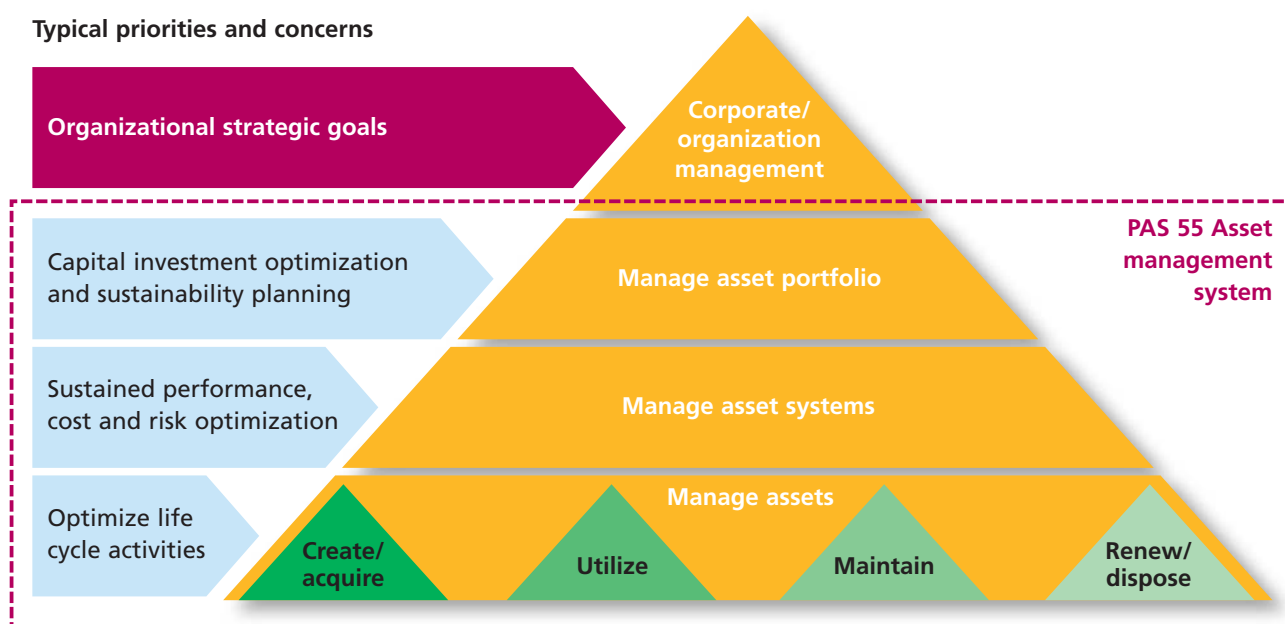 Typical priorities and concerns
Organizational strategic goals
Corporate/
organization
management
PAS 55 Asset
management
system
Capital investment optimization
and sustainability planning
Manage asset portfolio
Sustained performance,
cost and risk optimization
Manage asset systems
Optimize life
cycle activities
Manage assets
Create/
acquire
Utilize
Maintain
Renew/
dispose